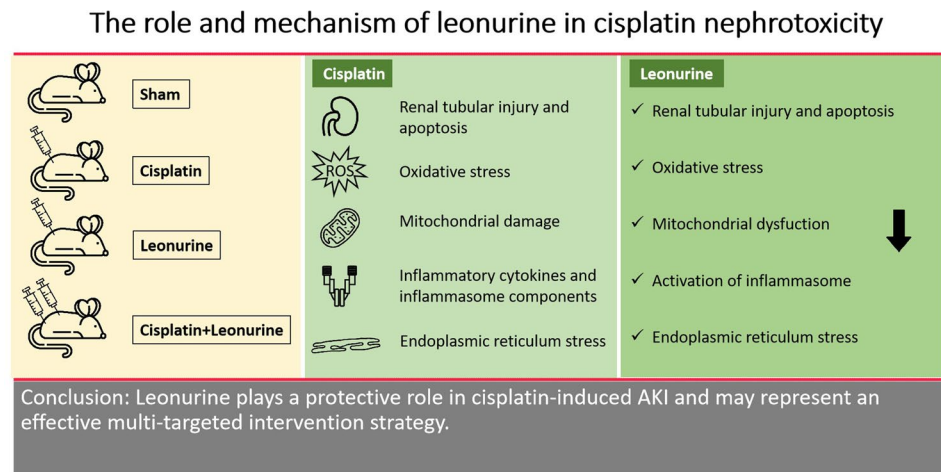 The role and mechanism of leonurine in cisplatin nephrotoxicity
Sham
Cisplatin
Leonurine
Cisplatin+Leonurine
Cisplatin
Renal tubular injury and
apoptosis
ROS
Oxidative stress
Mitochondrial damage
Inflammatory cytokines and
inflammasome components
Endoplasmic reticulum stress
Leonurine
✓ Renal tubular injury and apoptosis
✓ Oxidative stress
✓ Mitochondrial dysfuction
✓ Activation of inflammasome
✓ Endoplasmic reticulum stress
Conclusion: Leonurine plays a protective role in cisplatin-induced AKI and may represent an
effective multi-targeted intervention strategy.